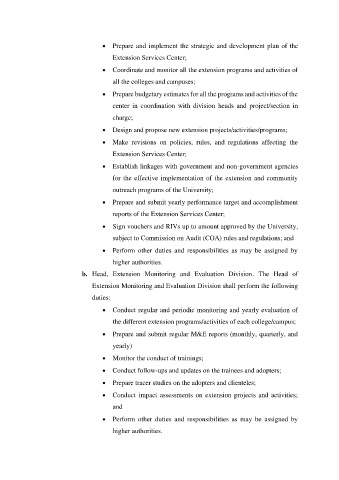 • Prepare and implement the strategic and development plan of the
Extension Services Center;
• Coordinate and monitor all the extension programs and activities of
all the colleges and campuses;
• Prepare budgetary estimates for all the programs and activities of the
center in coordination with division heads and project/section in
charge;
• Design and propose new extension projects/activities/programs;
• Make revisions on policies, rules, and regulations affecting the
Extension Services Center;
• Establish linkages with government and non-government agencies
for the effective implementation of the extension and community
outreach programs of the University;
• Prepare and submit yearly performance target and accomplishment
reports of the Extension Services Center;
• Sign vouchers and RIVs up to amount approved by the University,
subject to Commission on Audit (COA) rules and regulations; and
• Perform other duties and responsibilities as may be assigned by
higher authorities.
b. Head, Extension Monitoring and Evaluation Division. The Head of
Extension Monitoring and Evaluation Division shall perform the following
duties:
• Conduct regular and periodic monitoring and yearly evaluation of
the different extension programs/activities of each college/campus;
• Prepare and submit regular M&E reports (monthly, quarterly, and
yearly)
• Monitor the conduct of trainings;
• Conduct follow-ups and updates on the trainees and adopters;
• Prepare tracer studies on the adopters and clienteles;
• Conduct impact assessments on extension projects and activities;
and
• Perform other duties and responsibilities as may be assigned by
higher authorities.